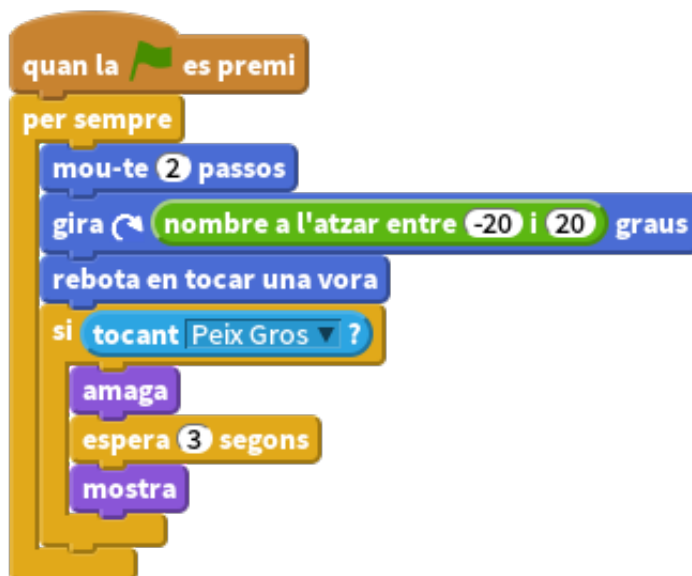 quan la es premi
per sempre
mou-te 2 passos
gira nombre a l'atzar entre -20 i 20 graus
rebota en tocar una vora
si tocant Peix Gros ?
amaga
espera 3 segons
mostra